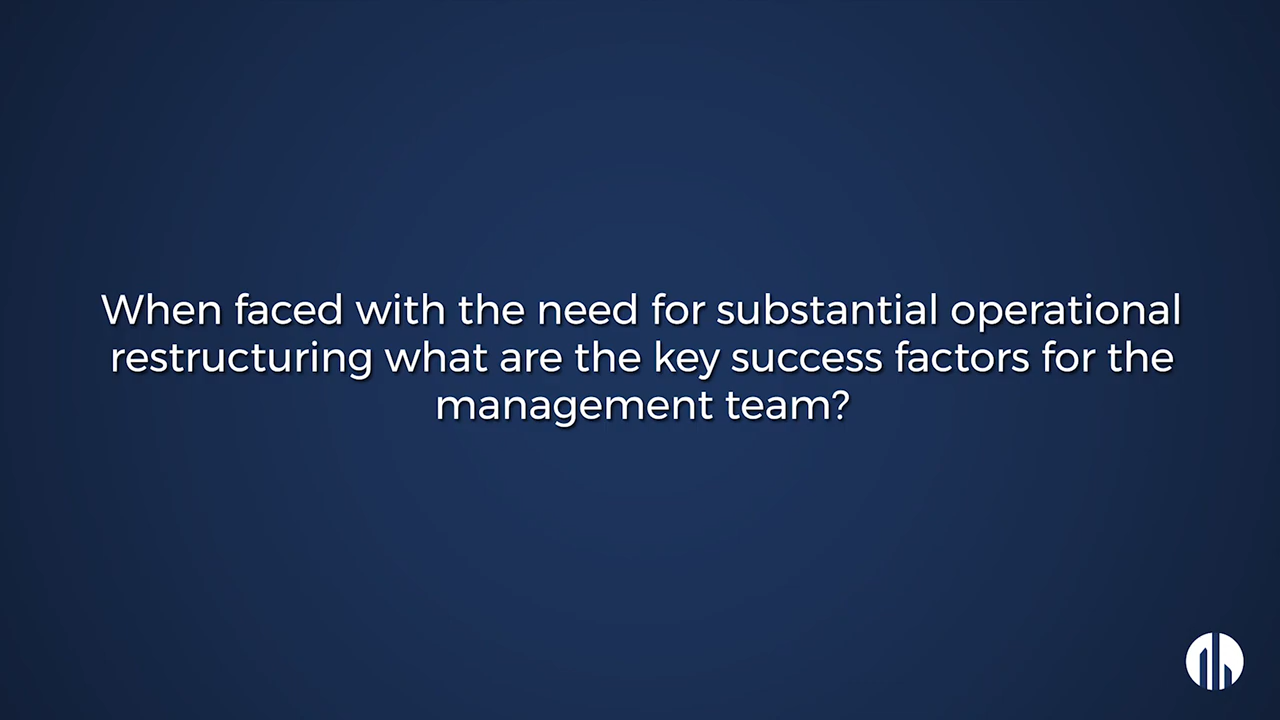 When faced with the need for substantial operational
restructuring what are the key success factors for the
management team?